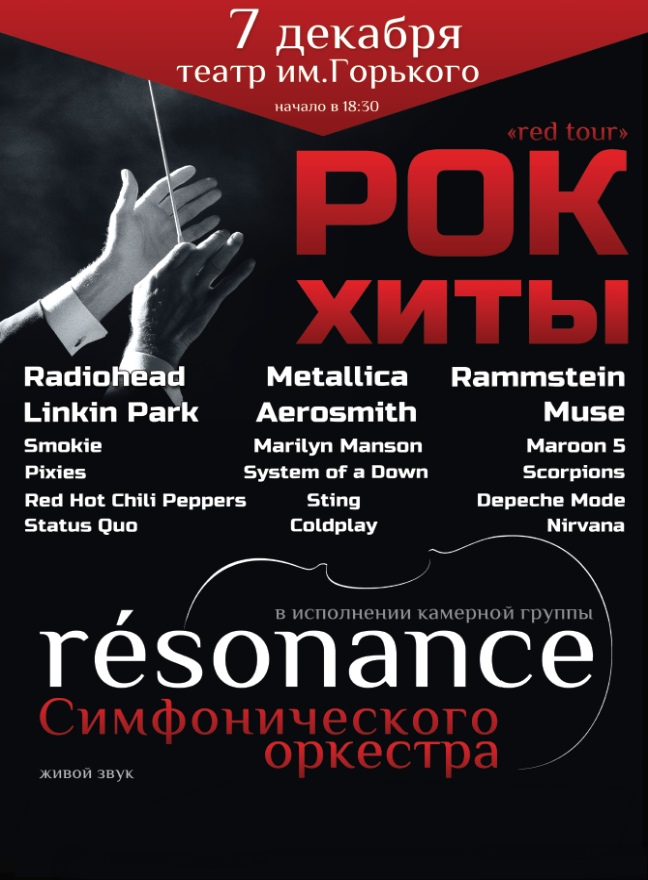 7 декабря
театр им.Горького
начало в 18:30
«red tour»
РОК
ХИТЫ
Radiohead Metallica Rammstein
Linkin Park Aerosmith Muse
Smokie Marilyn Manson Maroon 5
Pixies System of a Down Scorpions
Red Hot Chili Peppers Sting Depeche Mode
Status Quo Coldplay Nirvana
в исполнении камерной группы
résonance
Симфонического
оркестра
живой звук